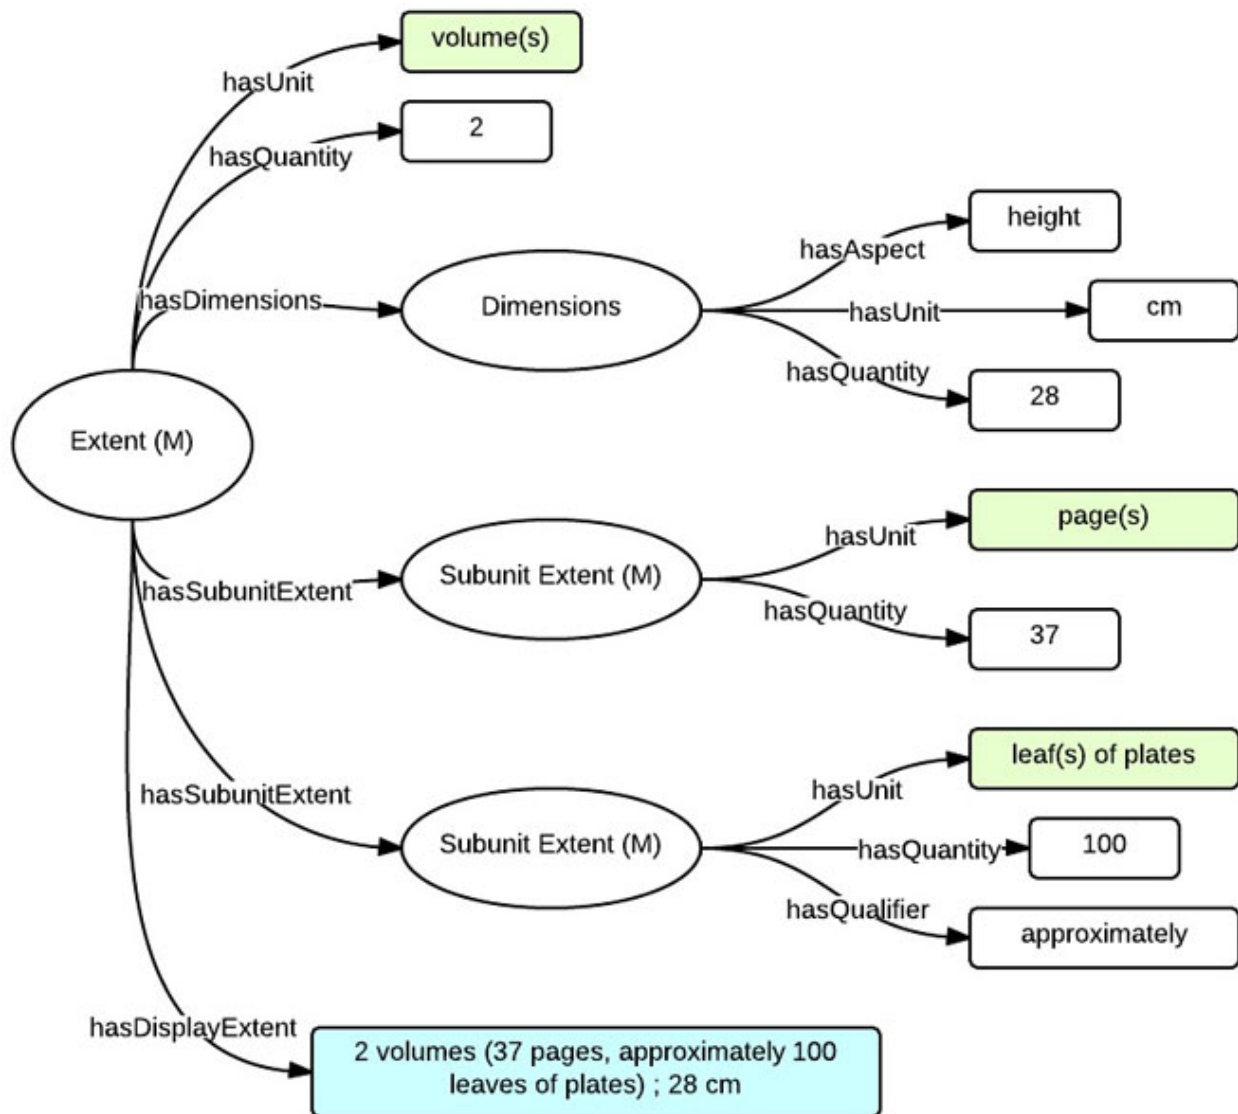 volume(s)
hasUnit
2
hasQuantity
height
hasAspect
hasDimensions
Dimensions
hasUnit
cm
hasQuantity
28
Extent (M)
page(s)
hasUnit
hasSubunitExtent
Subunit Extent (M)
hasQuantity
37
leaf(s) of plates
hasUnit
hasSubunitExtent
Subunit Extent (M)
hasQuantity
100
hasQualifier
approximately
hasDisplayExtent
2 volumes (37 pages, approximately 100
leaves of plates) ; 28 cm